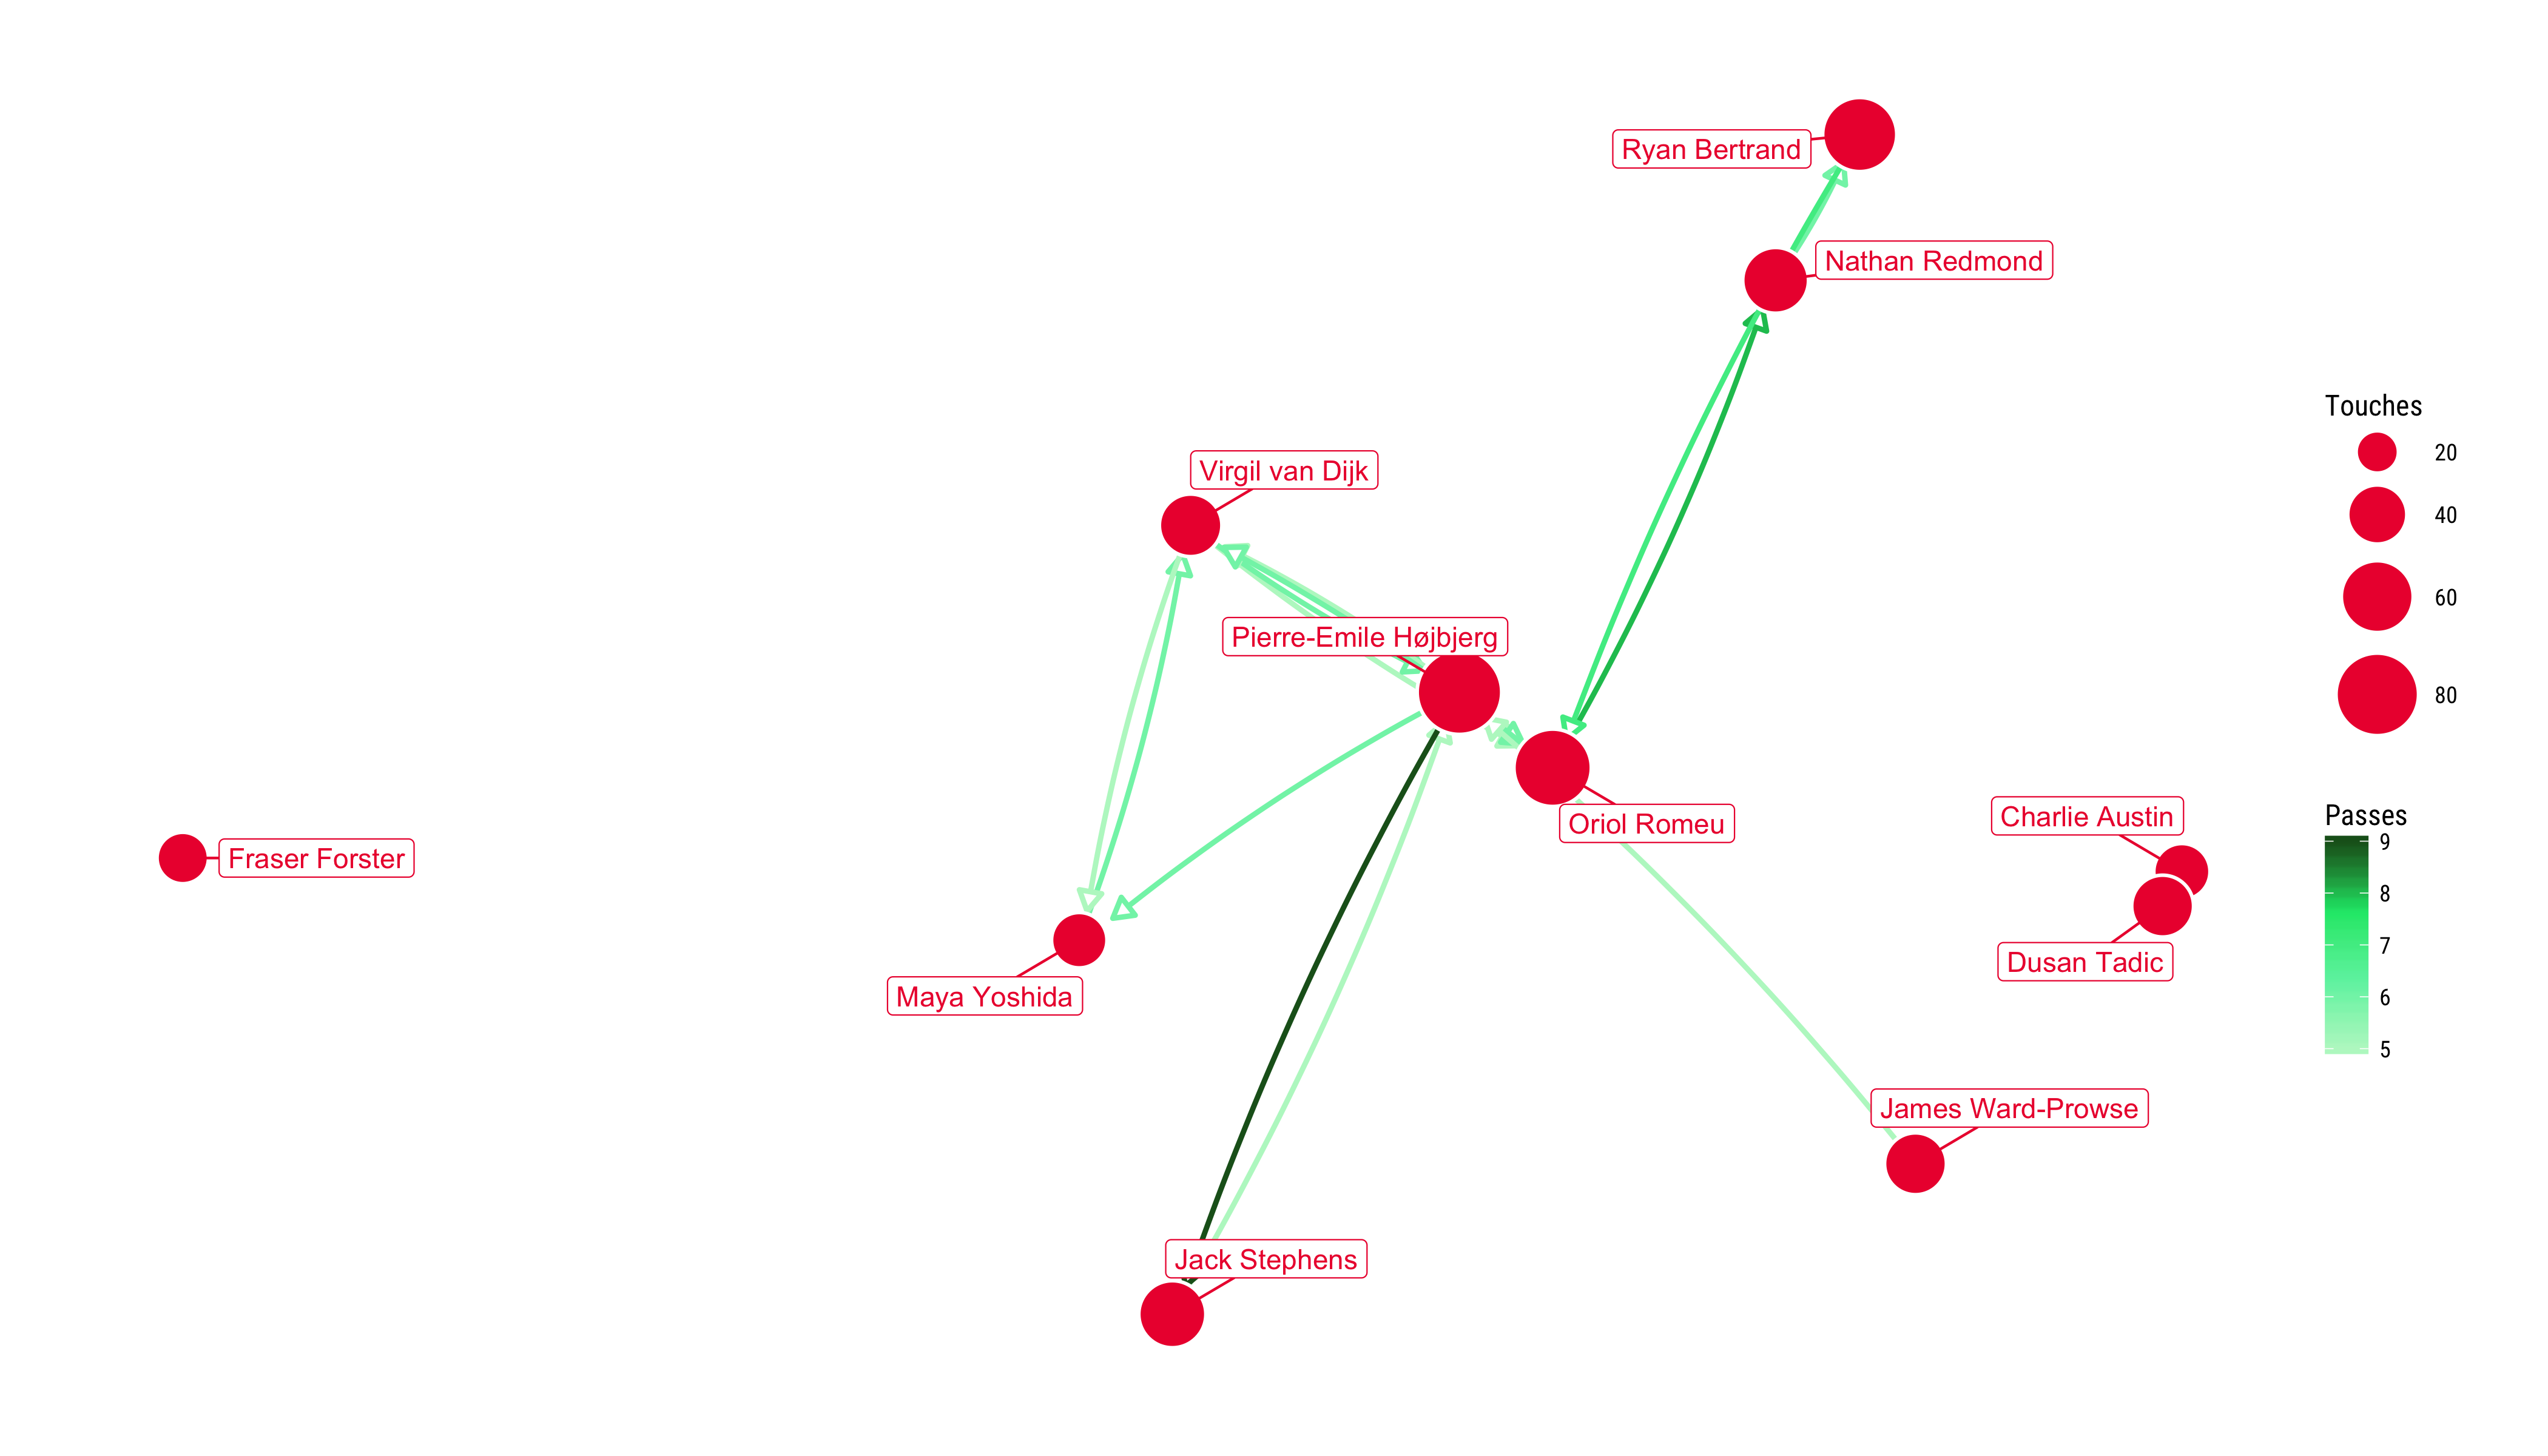 Ryan Bertrand
Nathan Redmond
Virgil van Dijk
Pierre-Emile Højbjerg
Oriol Romeu
Charlie Austin
Fraser Forster
Dusan Tadic
Maya Yoshida
James Ward-Prowse
Jack Stephens
Touches
20
40
60
80
Passes
9
8
7
6
5